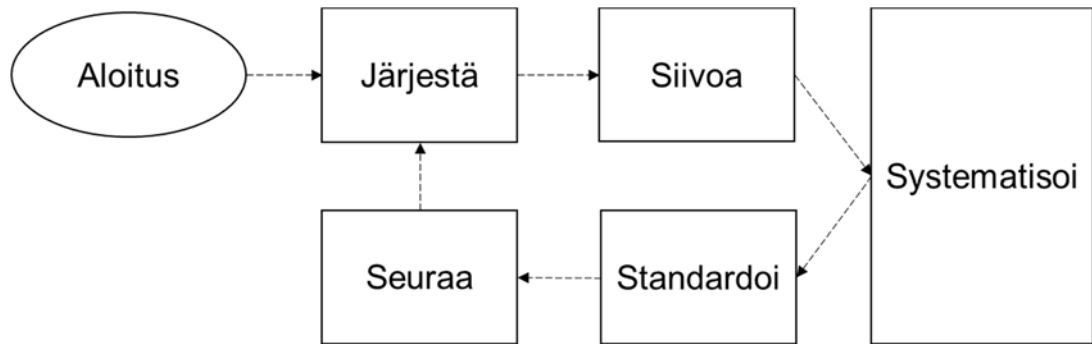 Aloitus
Järjestä
Siivoa
Systematisoi
Seuraa
Standardoi